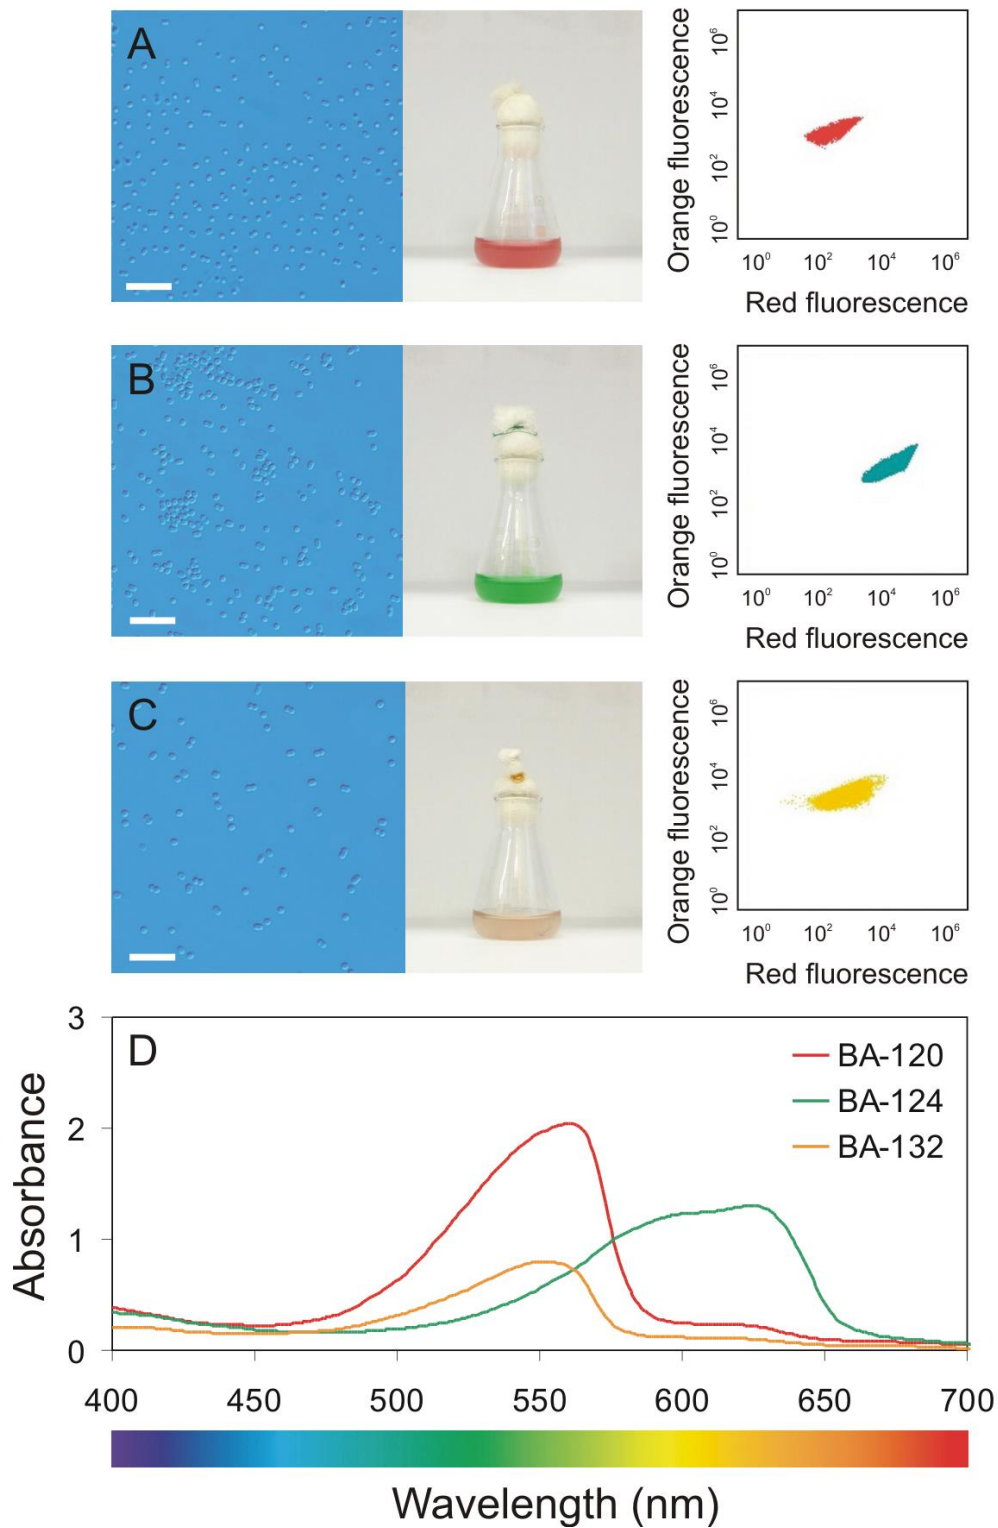 A
Orange fluorescence
10⁶
10⁴
10²
10⁰
10⁰ 10² 10⁴ 10⁶
Red fluorescence
B
Orange fluorescence
10⁶
10⁴
10²
10⁰
10⁰ 10² 10⁴ 10⁶
Red fluorescence
C
Orange fluorescence
10⁶
10⁴
10²
10⁰
10⁰ 10² 10⁴ 10⁶
Red fluorescence
D
Absorbance
3
2
1
0
BA-120
BA-124
BA-132
400 450 500 550 600 650 700
Wavelength (nm)